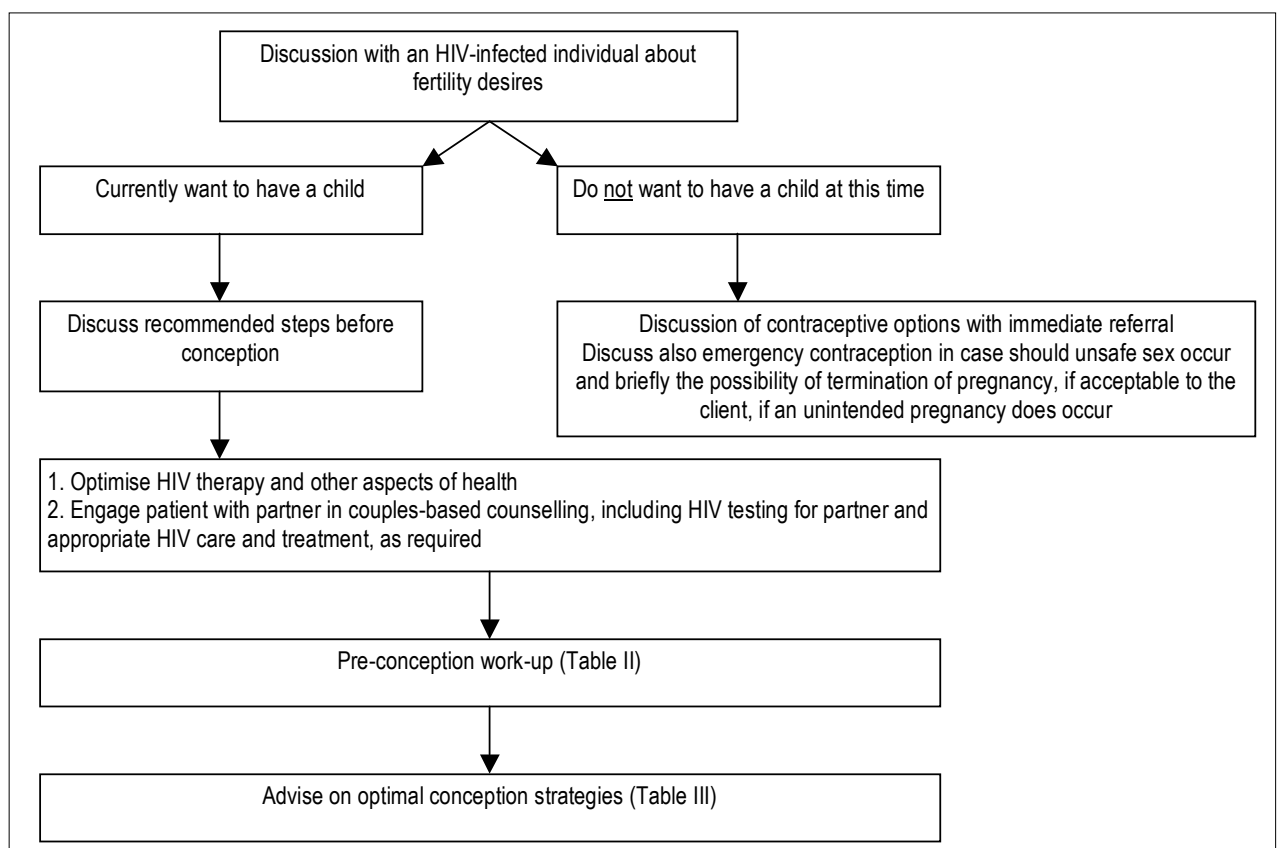 Discussion with an HIV-infected individual about
fertility desires
Currently want to have a child
Do not want to have a child at this time
Discuss recommended steps before
conception
Discussion of contraceptive options with immediate referral
Discuss also emergency contraception in case should unsafe sex occur
and briefly the possibility of termination of pregnancy, if acceptable to the
client, if an unintended pregnancy does occur
1. Optimise HIV therapy and other aspects of health
2. Engage patient with partner in couples-based counselling, including HIV testing for partner and
appropriate HIV care and treatment, as required
Pre-conception work-up (Table II)
Advise on optimal conception strategies (Table III)